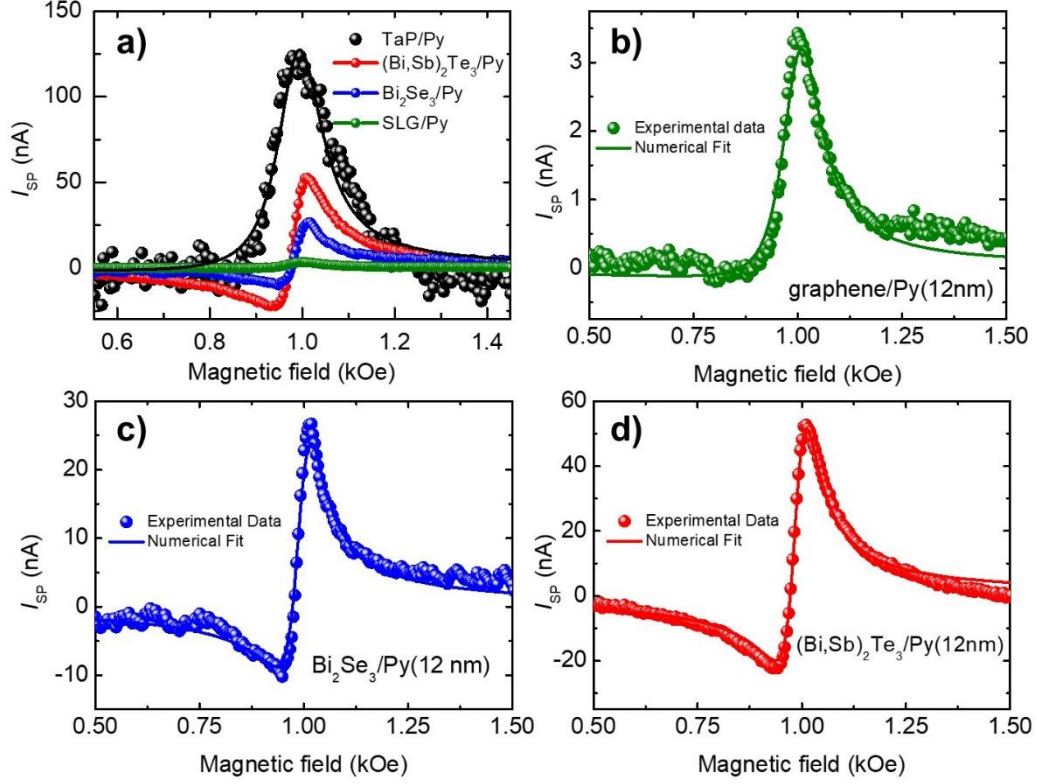 a)
TaP/Py
(Bi,Sb)₂Te₃/Py
Bi₂Se₃/Py
SLG/Py
150
100
50
0
I_SP (nA)
0.6 0.8 1.0 1.2 1.4
Magnetic field (kOe)
b)
Experimental data
Numerical Fit
graphene/Py(12nm)
3
2
1
0
I_SP (nA)
0.50 0.75 1.00 1.25 1.50
Magnetic field (kOe)
c)
Experimental Data
Numerical Fit
Bi₂Se₃/Py(12 nm)
30
20
10
0
-10
I_SP (nA)
0.50 0.75 1.00 1.25 1.50
Magnetic field (kOe)
d)
Experimental Data
Numerical Fit
(Bi,Sb)₂Te₃/Py(12nm)
60
40
20
0
-20
I_SP (nA)
0.50 0.75 1.00 1.25 1.50
Magnetic field (kOe)